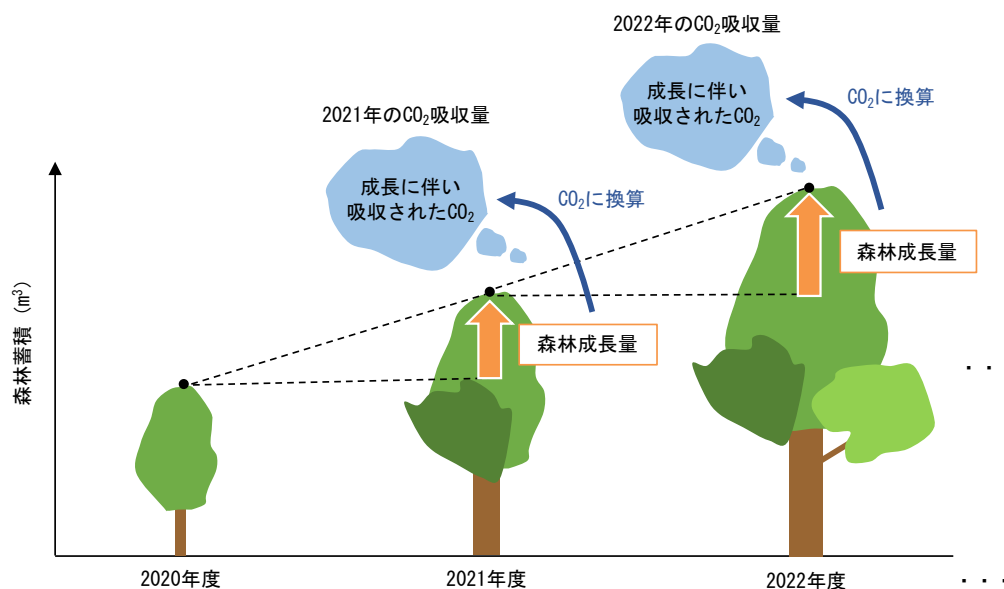 2022年のCO₂吸収量
成長に伴い
吸収されたCO₂
CO₂に換算
2021年のCO₂吸収量
成長に伴い
吸収されたCO₂
CO₂に換算
森林成長量
森林成長量
森林蓄積 (m³)
・・
2020年度
2021年度
2022年度
・・・